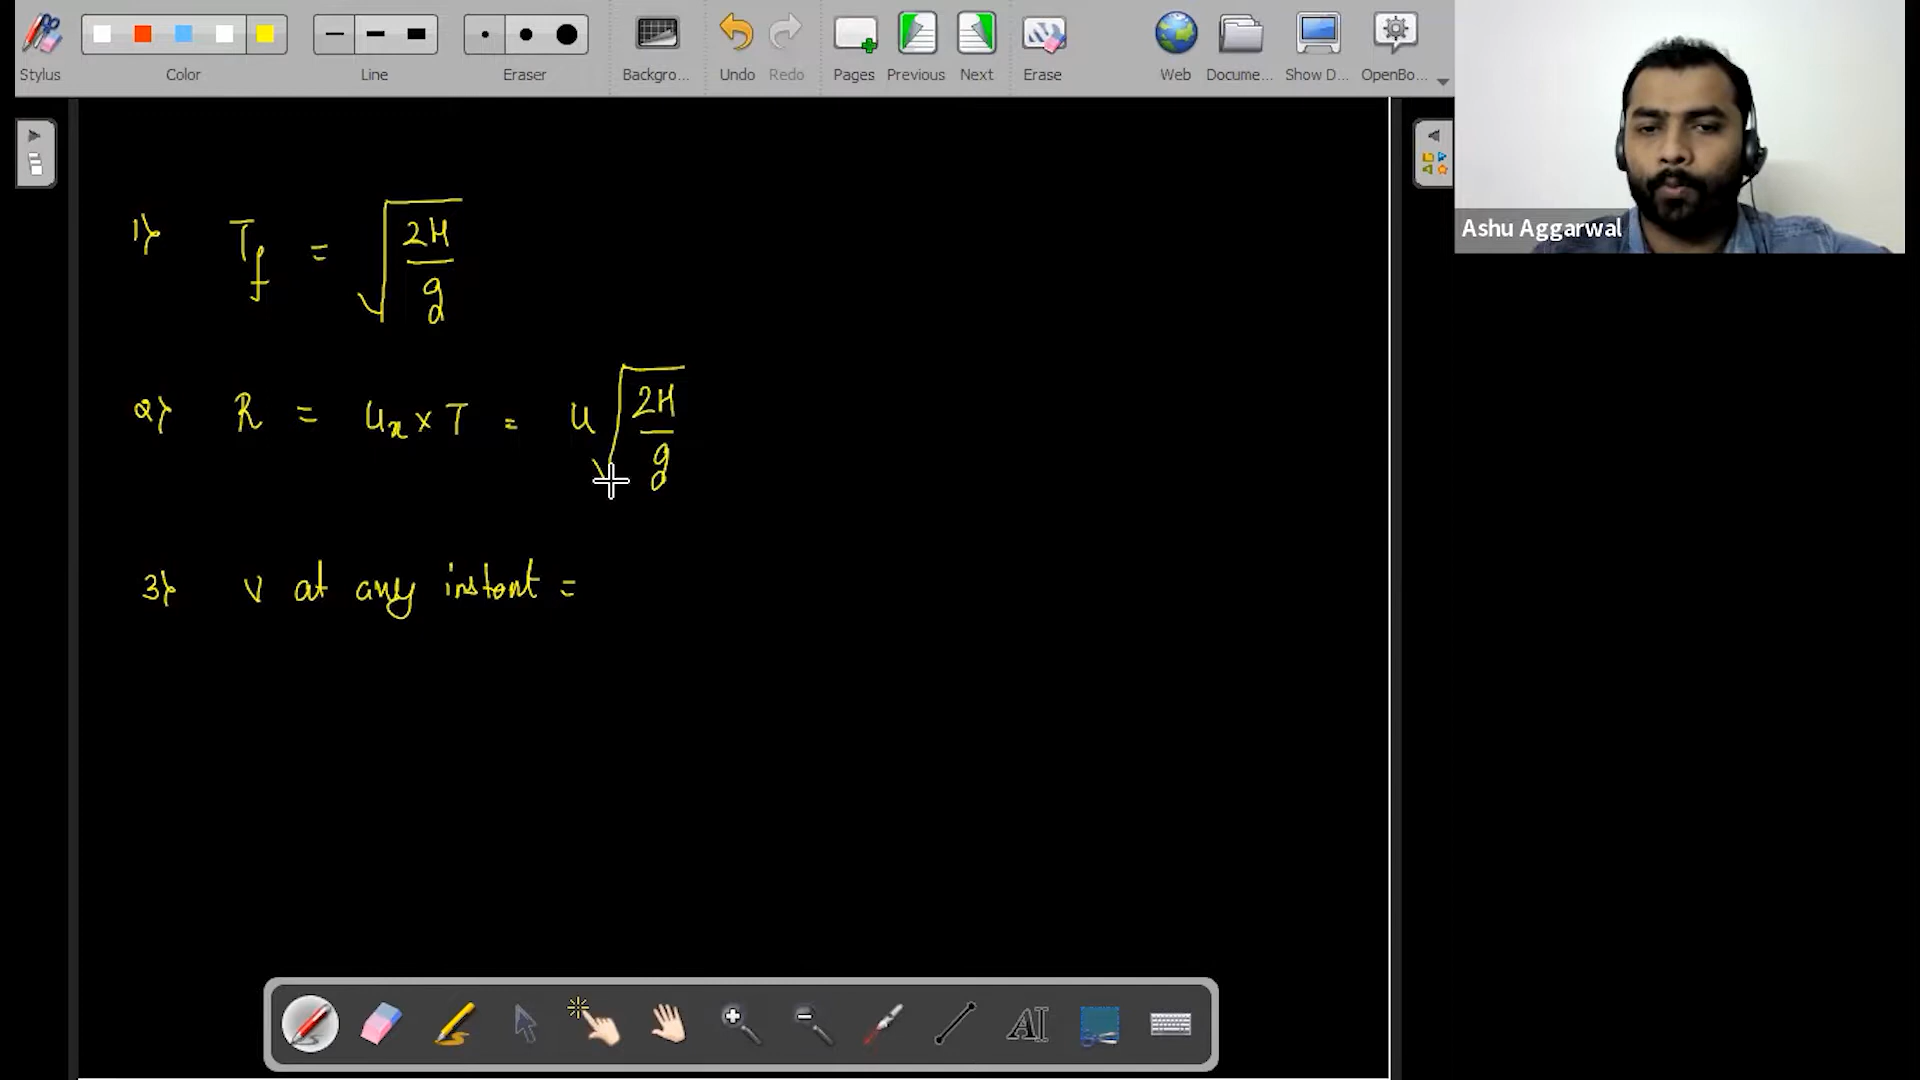 Stylus Color Line Eraser Backgro... Undo Redo Pages Previous Next Erase Web Docume... Show D... OpenBo...
Ashu Aggarwal
1) T_f = √(2H/g)
2) R = u_x × T = u √(2H/g)
3) v at any instant =
AI